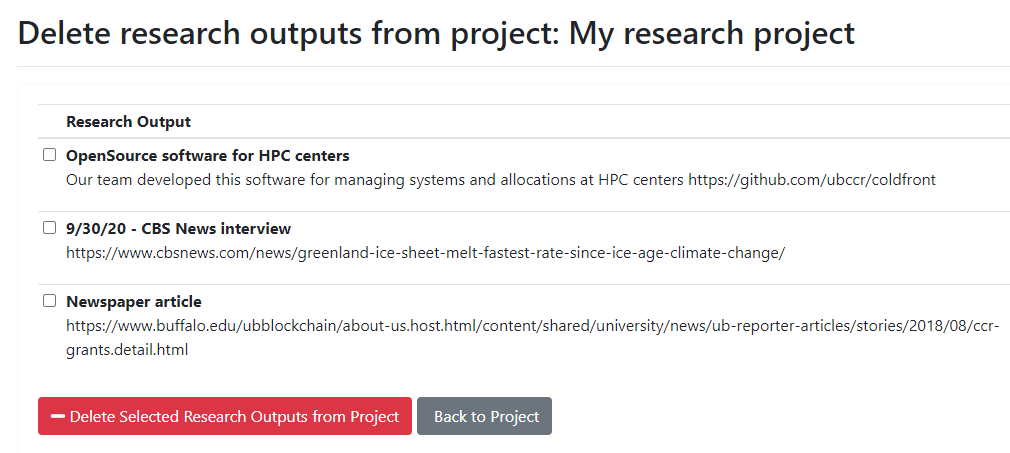 Delete research outputs from project: My research project
Research Output
OpenSource software for HPC centers
Our team developed this software for managing systems and allocations at HPC centers https://github.com/ubccr/coldfront
9/30/20 - CBS News interview
https://www.cbsnews.com/news/greenland-ice-sheet-melt-fastest-rate-since-ice-age-climate-change/
Newspaper article
https://www.buffalo.edu/ubblockchain/about-us.host.html/content/shared/university/news/ub-reporter-articles/stories/2018/08/ccr-
grants.detail.html
Delete Selected Research Outputs from Project
Back to Project